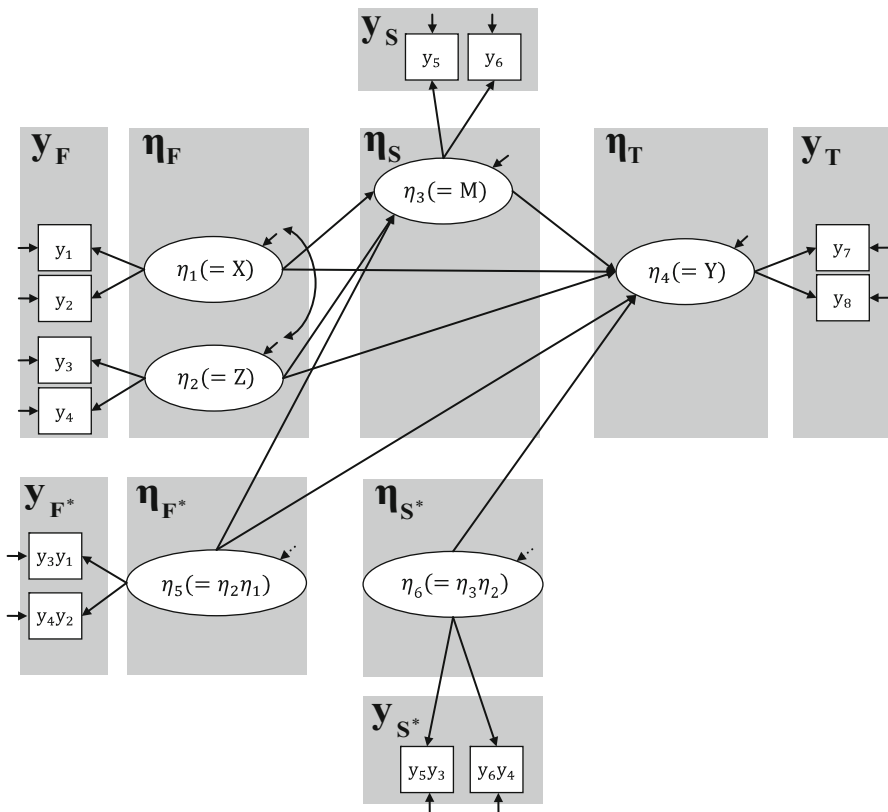 y_S
y₅
y₆
y_F
η_F
η_S
η_T
y_T
η₃(= M)
y₁
η₁(= X)
η₄(= Y)
y₇
y₂
y₈
y₃
η₂(= Z)
y₄
y_F*
η_F*
η_S*
y₃y₁
η₅(= η₂η₁)
η₆(= η₃η₂)
y₄y₂
y_S*
y₅y₃
y₆y₄